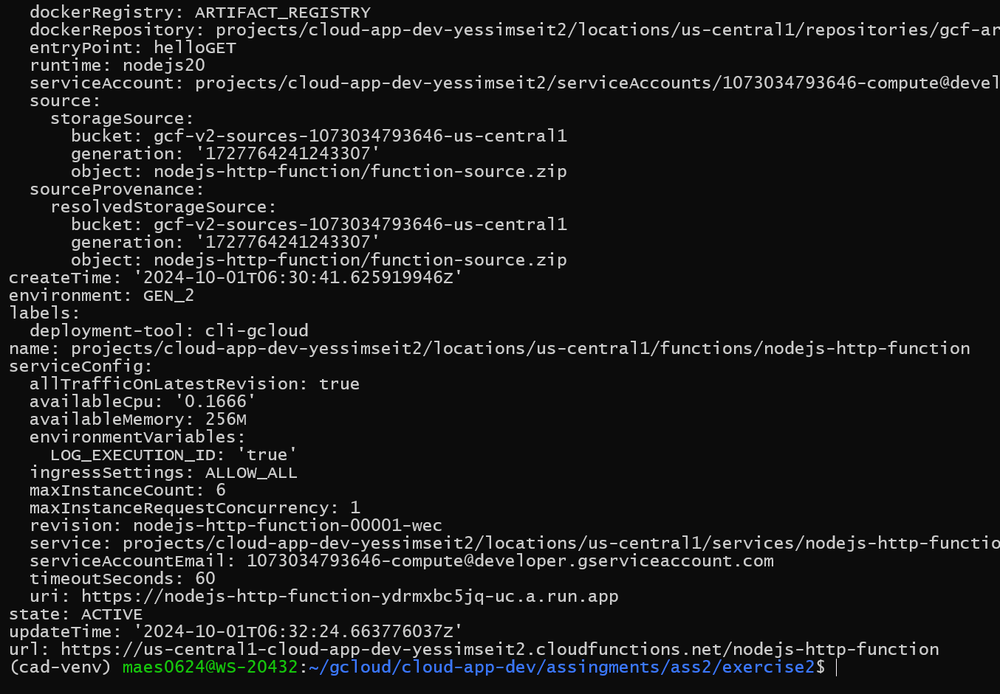 dockerRegistry: ARTIFACT_REGISTRY
dockerRepository: projects/cloud-app-dev-yessimseit2/locations/us-central1/repositories/gcf-ar
entryPoint: helloGET
runtime: nodejs20
serviceAccount: projects/cloud-app-dev-yessimseit2/serviceAccounts/1073034793646-compute@devel
source:
storageSource:
bucket: gcf-v2-sources-1073034793646-us-central1
generation: '1727764241243307'
object: nodejs-http-function/function-source.zip
sourceProvenance:
resolvedStorageSource:
bucket: gcf-v2-sources-1073034793646-us-central1
generation: '1727764241243307'
object: nodejs-http-function/function-source.zip
createTime: '2024-10-01T06:30:41.625919946Z'
environment: GEN_2
labels:
deployment-tool: cli-gcloud
name: projects/cloud-app-dev-yessimseit2/locations/us-central1/functions/nodejs-http-function
serviceConfig:
allTrafficOnLatestRevision: true
availableCpu: '0.1666'
availableMemory: 256M
environmentVariables:
LOG_EXECUTION_ID: 'true'
ingressSettings: ALLOW_ALL
maxInstanceCount: 6
maxInstanceRequestConcurrency: 1
revision: nodejs-http-function-00001-wec
service: projects/cloud-app-dev-yessimseit2/locations/us-central1/services/nodejs-http-functio
serviceAccountEmail: 1073034793646-compute@developer.gserviceaccount.com
timeoutSeconds: 60
uri: https://nodejs-http-function-ydrmxbc5jq-uc.a.run.app
state: ACTIVE
updateTime: '2024-10-01T06:32:24.663776037Z'
url: https://us-central1-cloud-app-dev-yessimseit2.cloudfunctions.net/nodejs-http-function
(cad-venv) maes0624@WS-20432:~/gcloud/cloud-app-dev/assingments/ass2/exercise2$